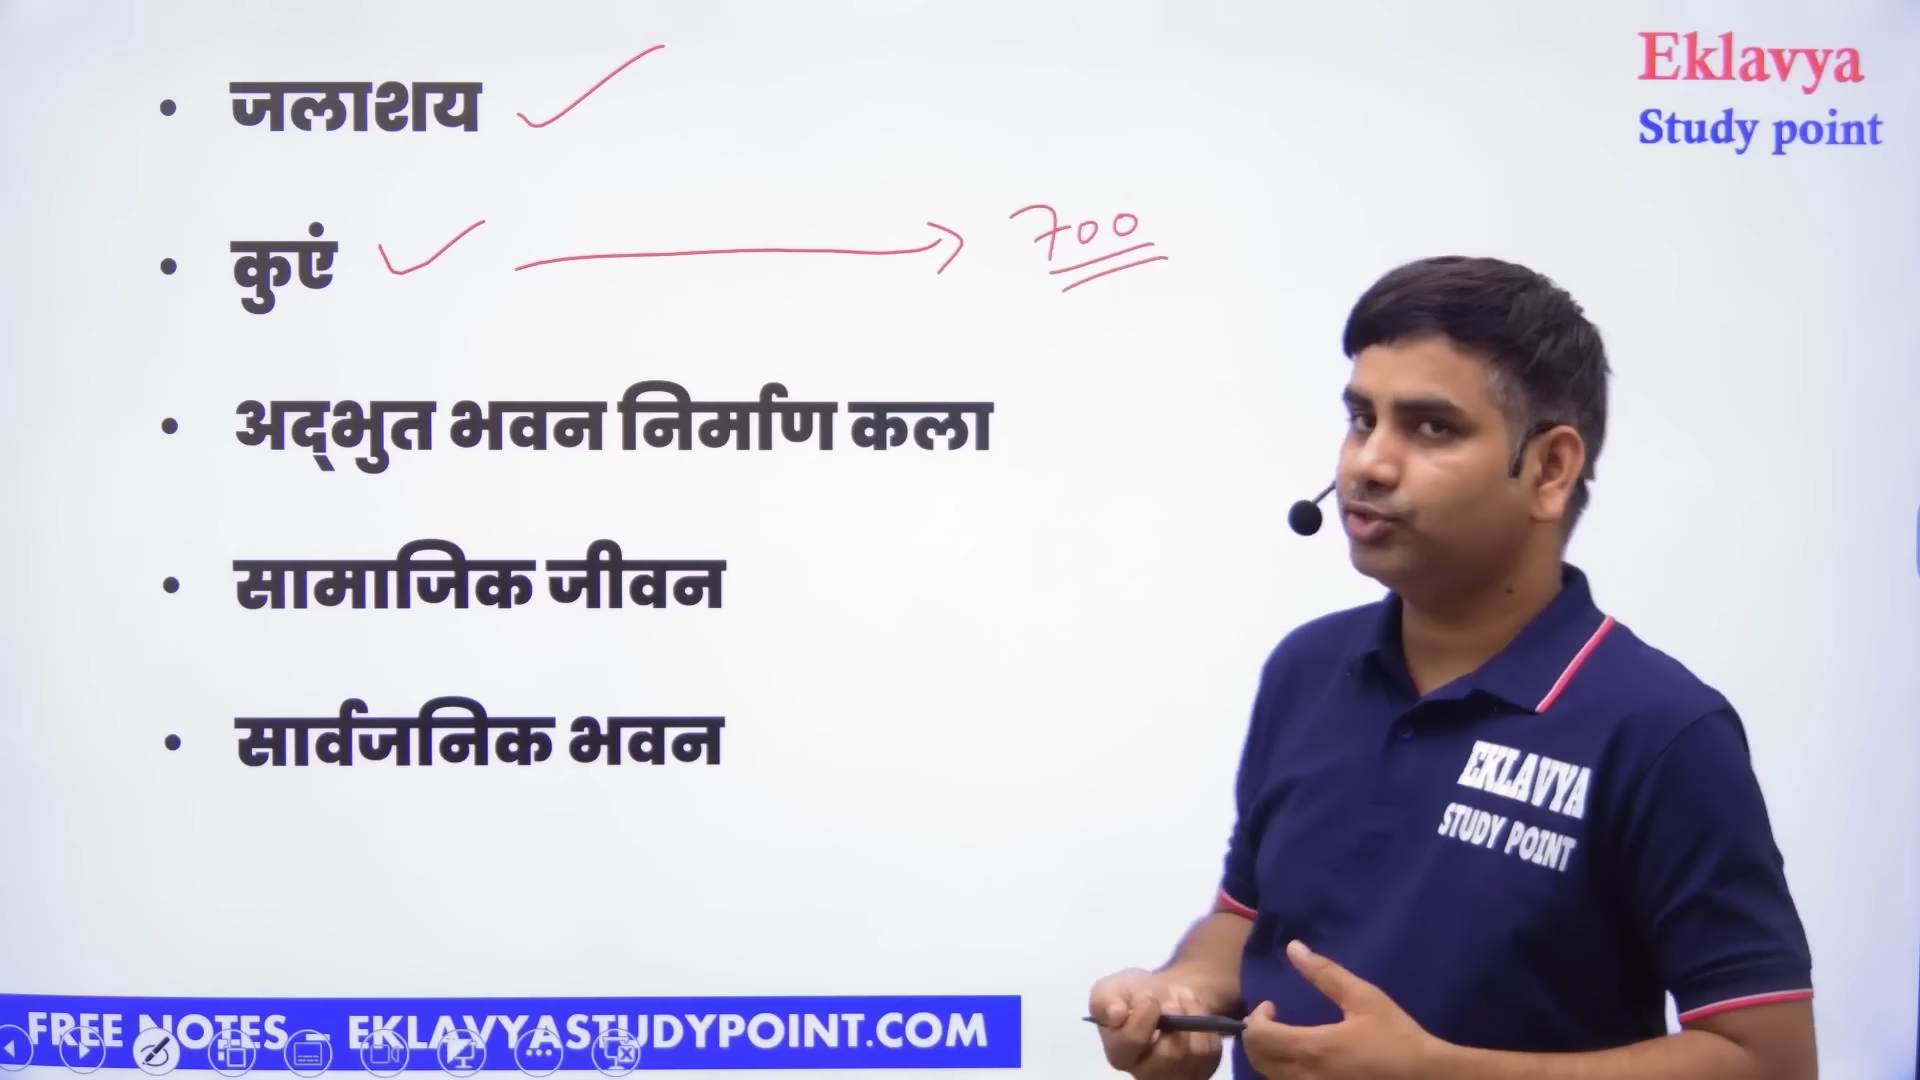 Eklavya
Study point
• जलाशय
• कुएं 700
• अद्भुत भवन निर्माण कला
• सामाजिक जीवन
• सार्वजनिक भवन
EKLAVYA
STUDY POINT
FREE NOTES - EKLAVYASTUDYPOINT.COM